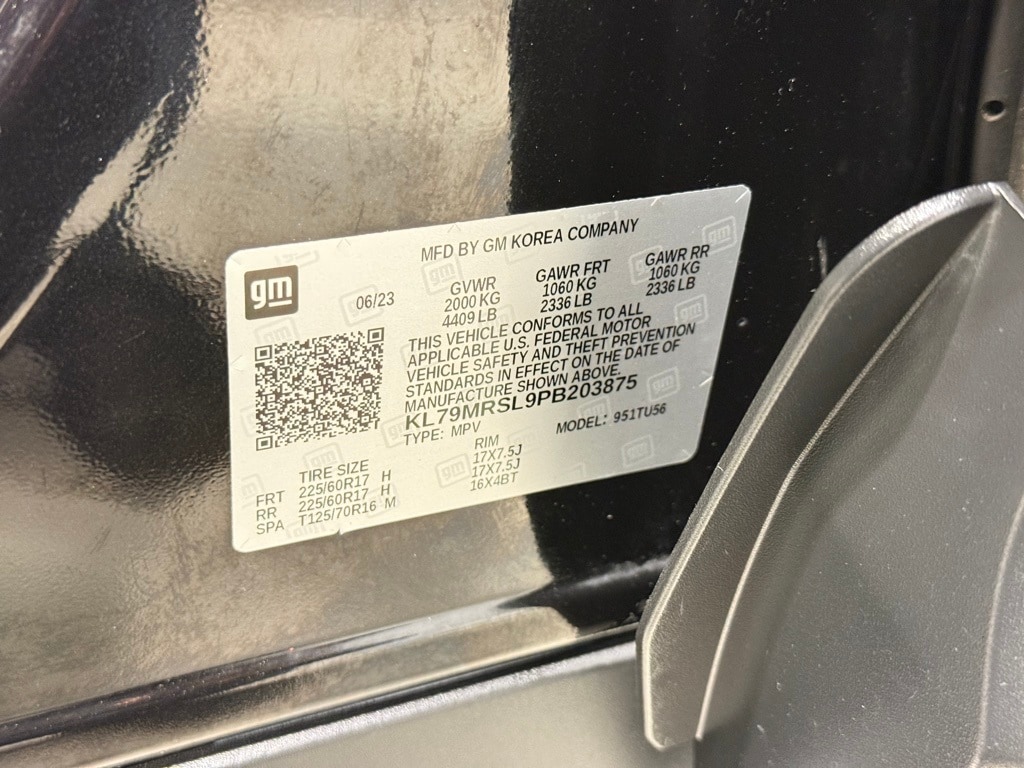 MFD BY GM KOREA COMPANY
gm
06/23
GVWR
2000 KG
4409 LB
GAWR FRT
1060 KG
2336 LB
GAWR RR
1060 KG
2336 LB
THIS VEHICLE CONFORMS TO ALL
APPLICABLE U.S. FEDERAL MOTOR
VEHICLE SAFETY AND THEFT PREVENTION
STANDARDS IN EFFECT ON THE DATE OF
MANUFACTURE SHOWN ABOVE.
KL79MRSL9PB203875
TYPE: MPV MODEL: 951TU56
TIRE SIZE RIM
FRT 225/60R17 H 17X7.5J
RR 225/60R17 H 17X7.5J
SPA T125/70R16 M 16X4BT